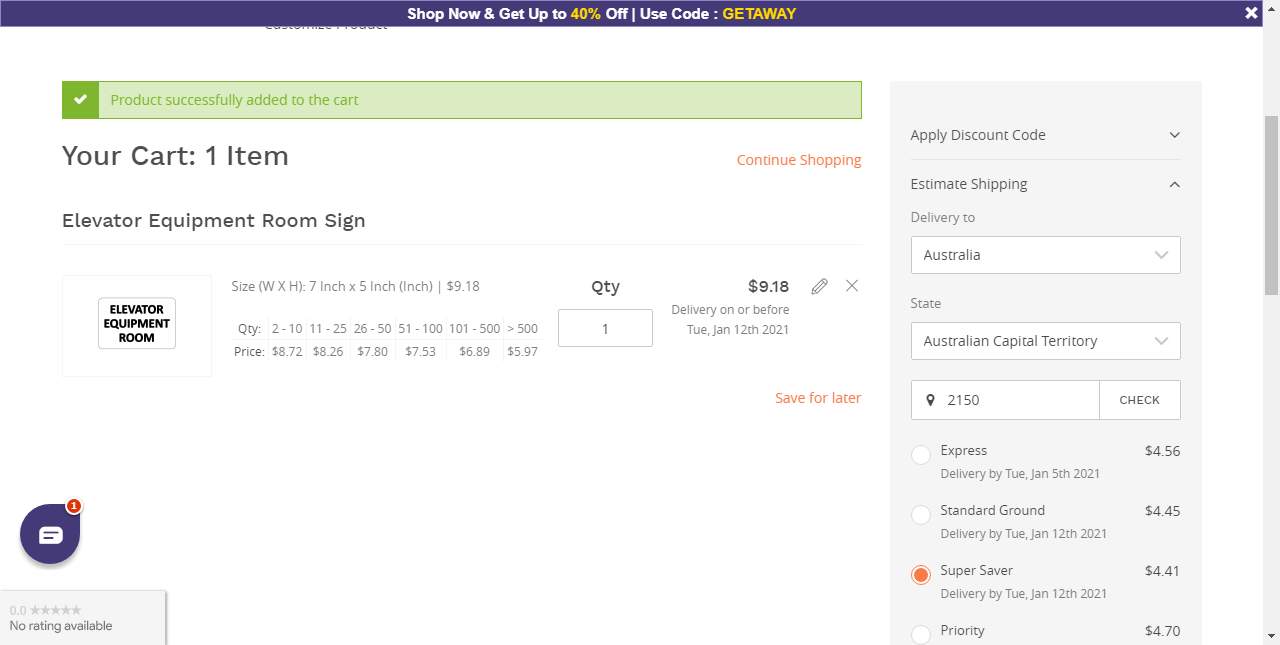 Shop Now & Get Up to 40% Off | Use Code : GETAWAY
Customize Product
Product successfully added to the cart
Your Cart: 1 Item
Continue Shopping
Elevator Equipment Room Sign
ELEVATOR
EQUIPMENT
ROOM
Size (W X H): 7 Inch x 5 Inch (Inch) | $9.18
Qty: 2 - 10 11 - 25 26 - 50 51 - 100 101 - 500 > 500
Price: $8.72 $8.26 $7.80 $7.53 $6.89 $5.97
Qty
1
$9.18
Delivery on or before
Tue, Jan 12th 2021
Save for later
Apply Discount Code
Estimate Shipping
Delivery to
Australia
State
Australian Capital Territory
2150 CHECK
Express $4.56
Delivery by Tue, Jan 5th 2021
Standard Ground $4.45
Delivery by Tue, Jan 12th 2021
Super Saver $4.41
Delivery by Tue, Jan 12th 2021
Priority $4.70
1
0.0 ★★★★★
No rating available